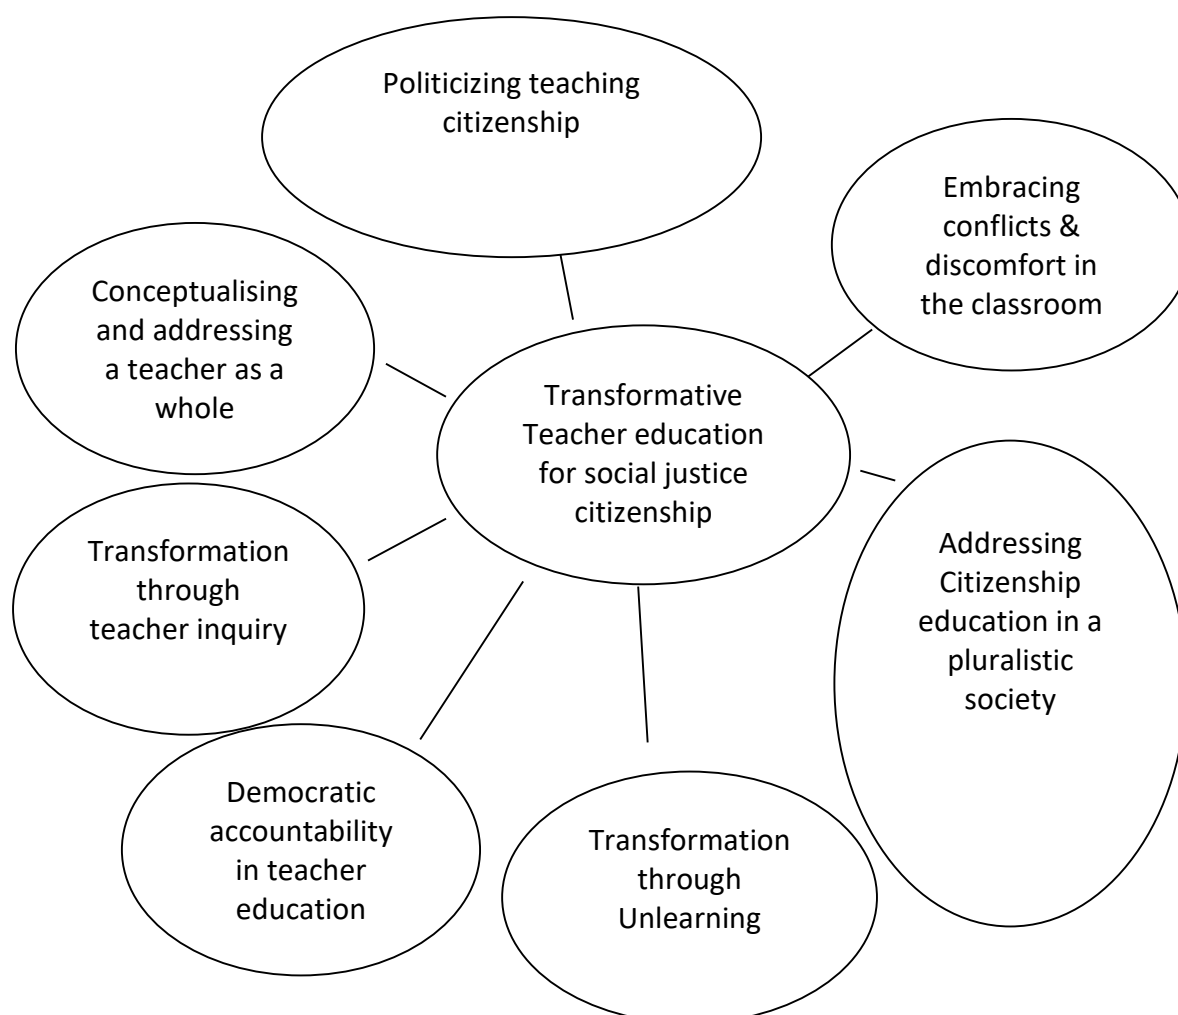 Politicizing teaching
citizenship
Embracing
conflicts &
discomfort in
the classroom
Conceptualising
and addressing
a teacher as a
whole
Transformative
Teacher education
for social justice
citizenship
Addressing
Citizenship
education in a
pluralistic
society
Transformation
through
teacher inquiry
Democratic
accountability
in teacher
education
Transformation
through
Unlearning